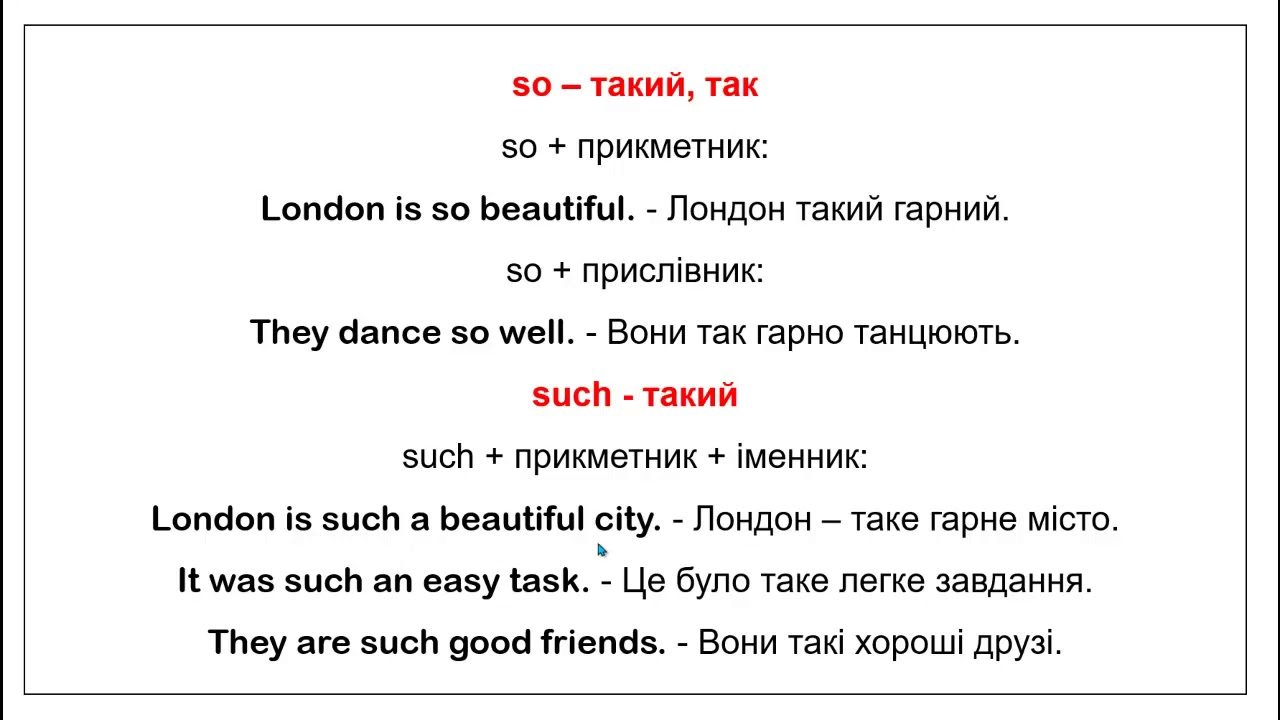 so – такий, так
so + прикметник:
London is so beautiful. - Лондон такий гарний.
so + прислівник:
They dance so well. - Вони так гарно танцюють.
such - такий
such + прикметник + іменник:
London is such a beautiful city. - Лондон – таке гарне місто.
It was such an easy task. - Це було таке легке завдання.
They are such good friends. - Вони такі хороші друзі.